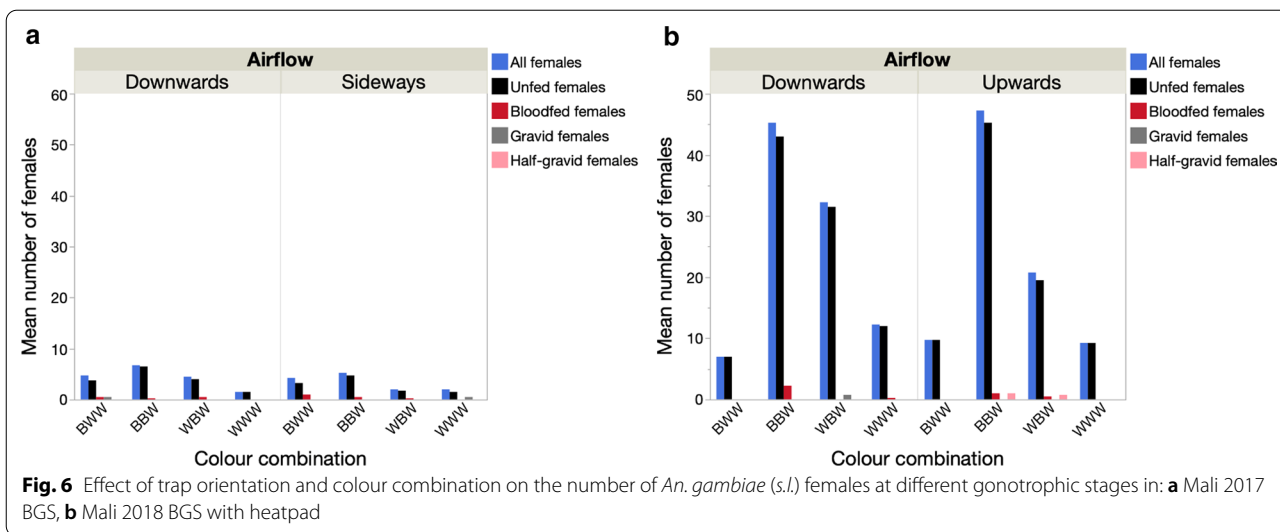 a
Airflow
Downwards Sideways
All females
Unfed females
Bloodfed females
Gravid females
Half-gravid females
Mean number of females
60
50
40
30
20
10
0
BWW BBW WBW WWW BWW BBW WBW WWW
Colour combination
b
Airflow
Downwards Upwards
All females
Unfed females
Bloodfed females
Gravid females
Half-gravid females
Mean number of females
50
40
30
20
10
0
BWW BBW WBW WWW BWW BBW WBW WWW
Colour combination
Fig. 6 Effect of trap orientation and colour combination on the number of An. gambiae (s.l.) females at different gonotrophic stages in: a Mali 2017
BGS, b Mali 2018 BGS with heatpad